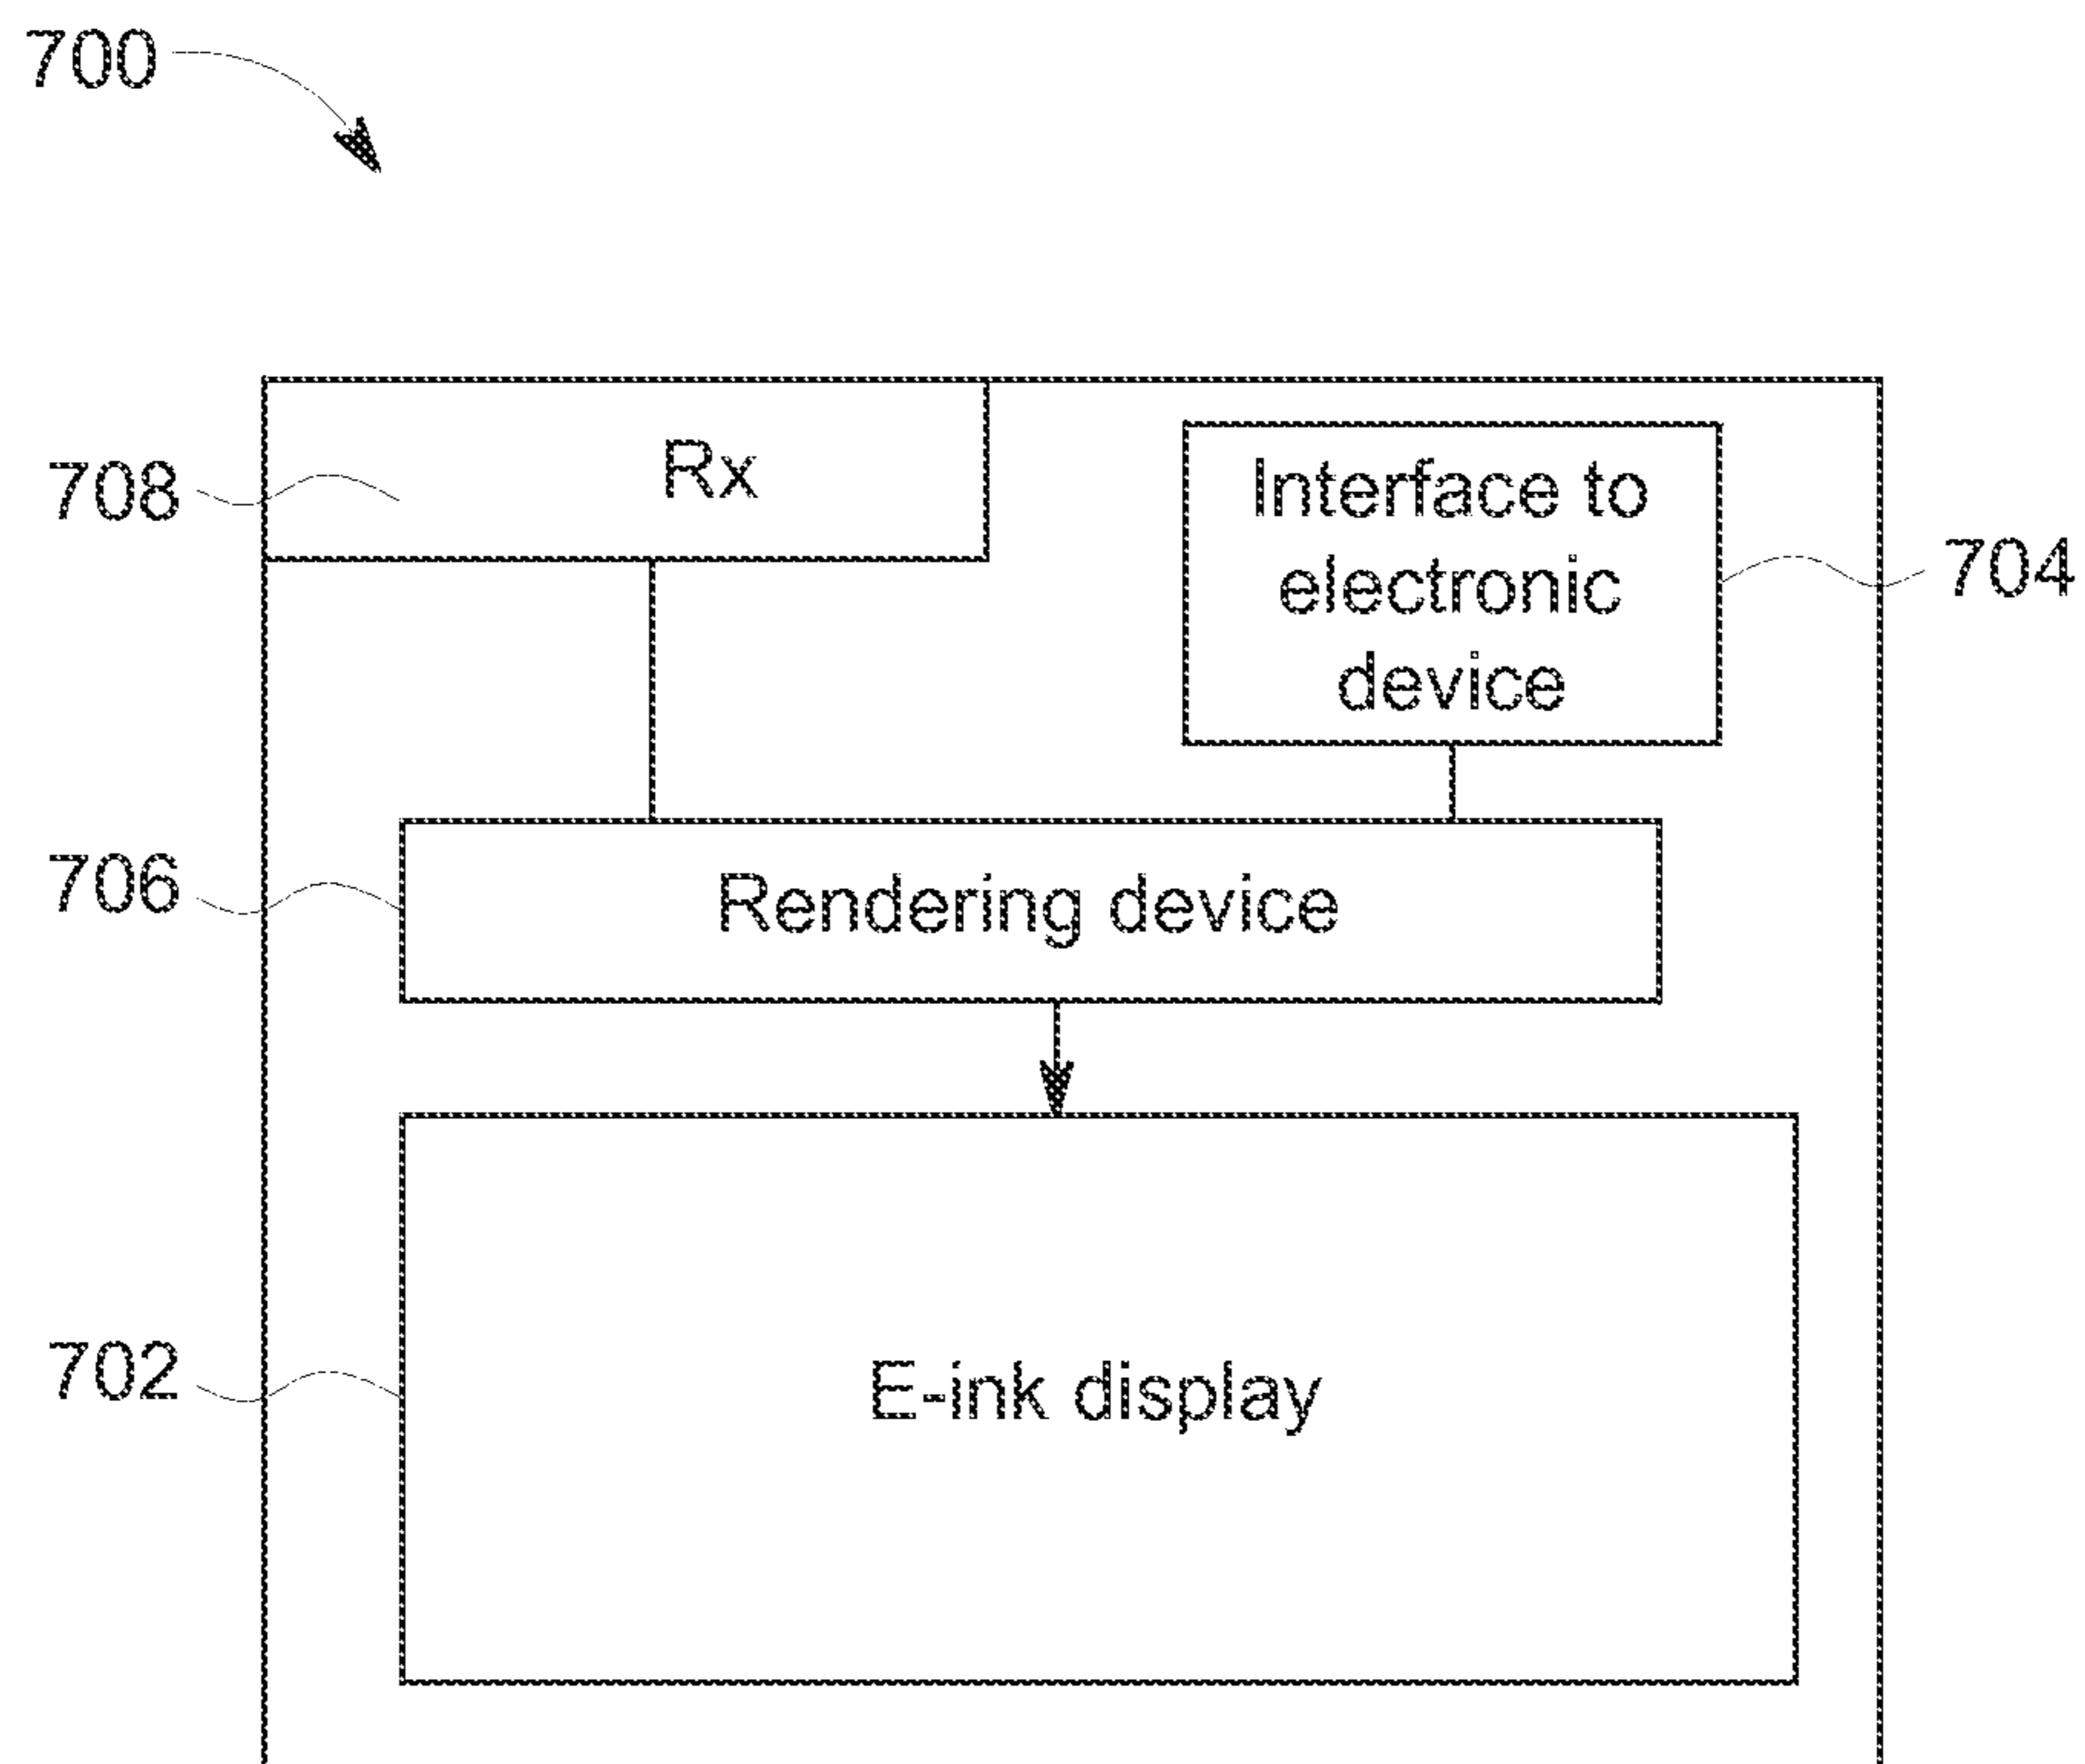 700
708
Rx
Interface to
electronic
device
704
706
Rendering device
702
E-ink display